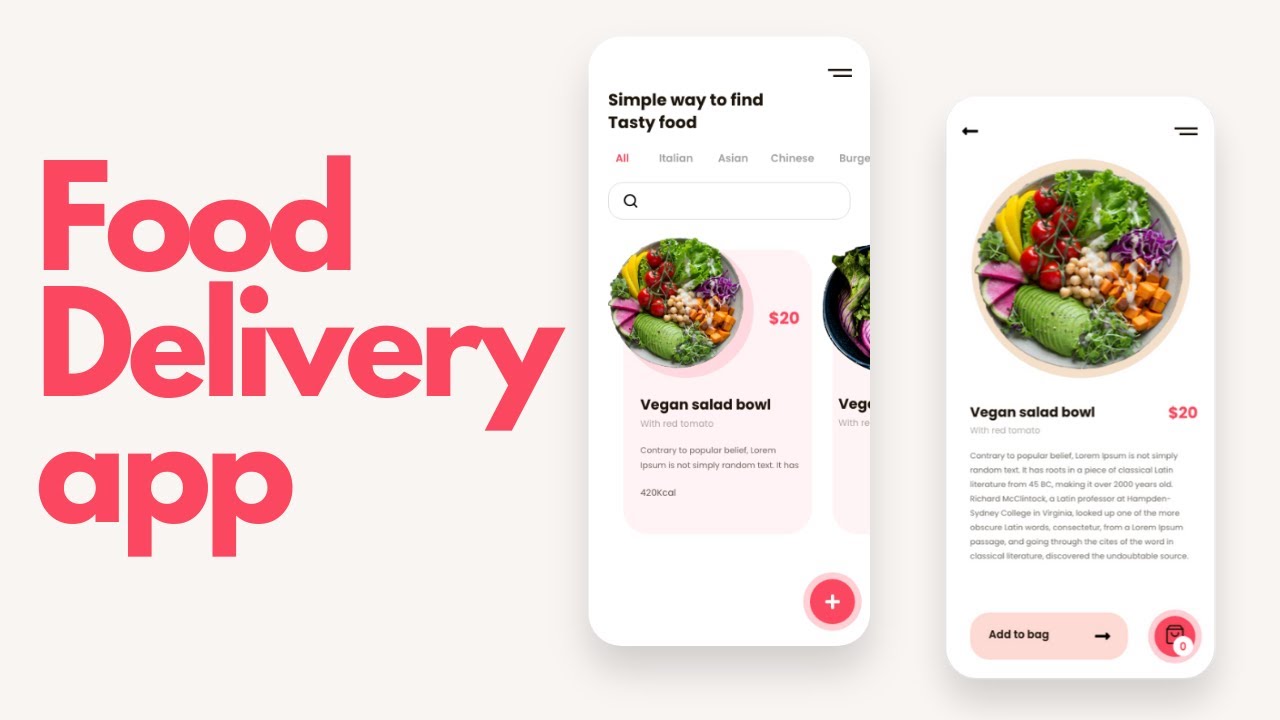 Food
Delivery
app
Simple way to find
Tasty food
All Italian Asian Chinese Burge
$20
Vegan salad bowl
With red tomato
Contrary to popular belief, Lorem
Ipsum is not simply random text. It has
420Kcal
Veg
With re
Vegan salad bowl
$20
With red tomato
Contrary to popular belief, Lorem Ipsum is not simply
random text. It has roots in a piece of classical Latin
literature from 45 BC, making it over 2000 years old.
Richard McClintock, a Latin professor at Hampden-
Sydney College in Virginia, looked up one of the more
obscure Latin words, consectetur, from a Lorem Ipsum
passage, and going through the cites of the word in
classical literature, discovered the undoubtable source.
Add to bag
0